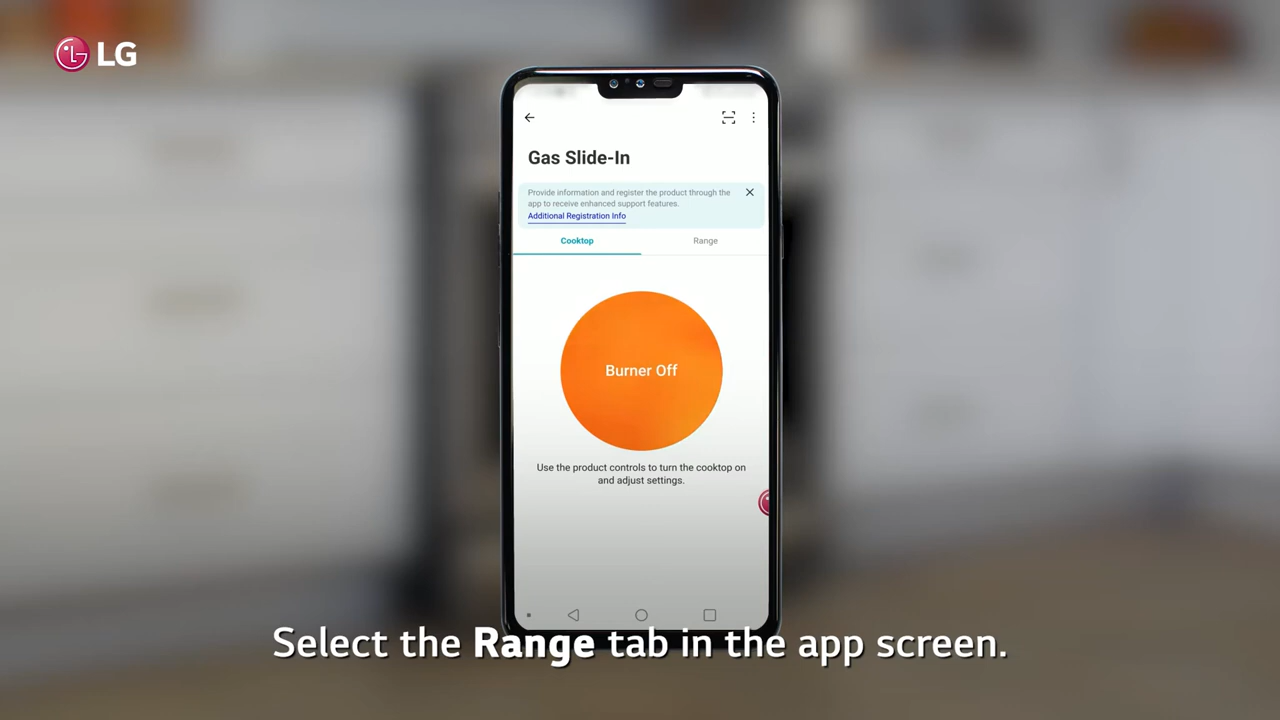 LG
Gas Slide-In
Provide information and register the product through the
app to receive enhanced support features.
Additional Registration Info
Cooktop
Range
Burner Off
Use the product controls to turn the cooktop on
and adjust settings.
Select the Range tab in the app screen.